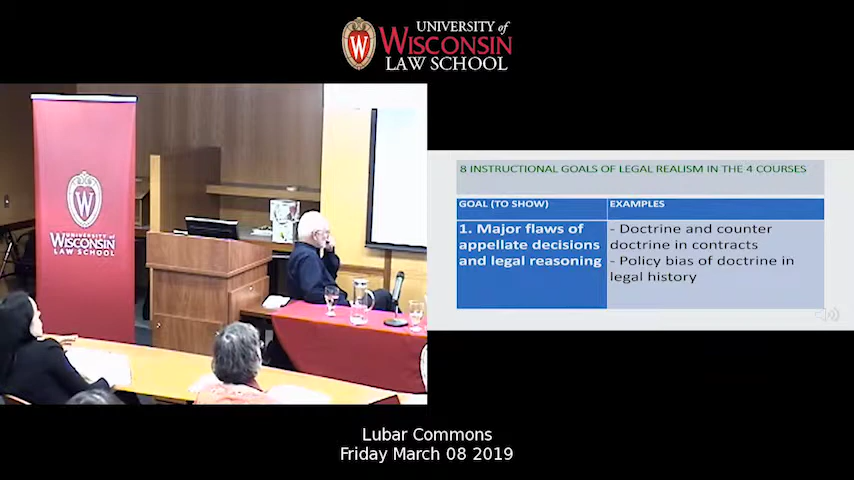 UNIVERSITY of
WISCONSIN
LAW SCHOOL
W
UNIVERSITY of
WISCONSIN
LAW SCHOOL
8 INSTRUCTIONAL GOALS OF LEGAL REALISM IN THE 4 COURSES
GOAL (TO SHOW)
EXAMPLES
1. Major flaws of
appellate decisions
and legal reasoning
- Doctrine and counter
doctrine in contracts
- Policy bias of doctrine in
legal history
Lubar Commons
Friday March 08 2019